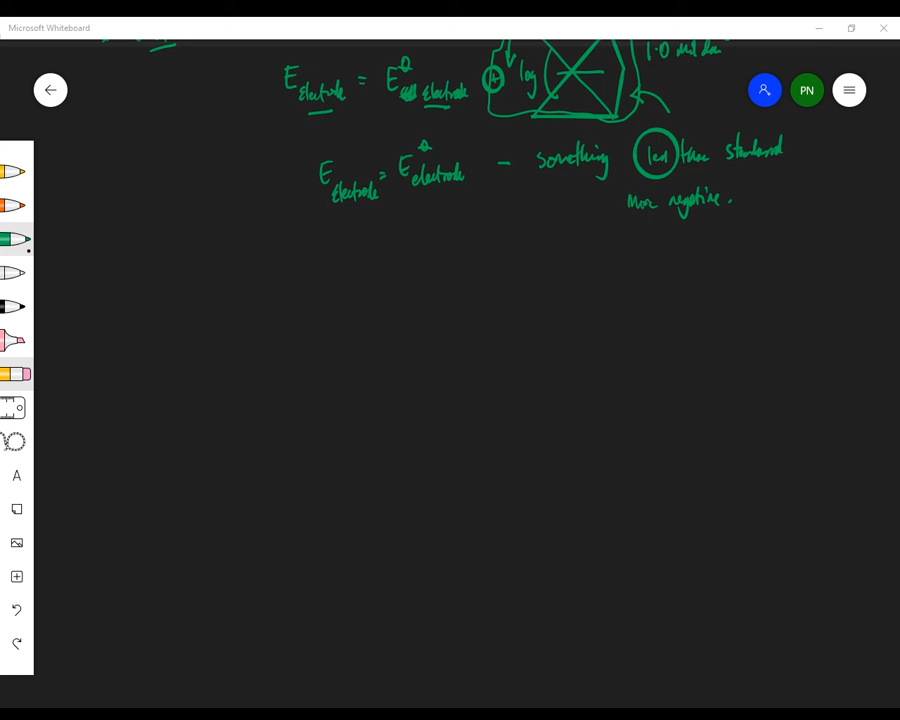 Microsoft Whiteboard
PN
1.0 mol dm
E electrode = E θ electrode + log
E electrode = E θ electrode - something less than standard
More negative.
A